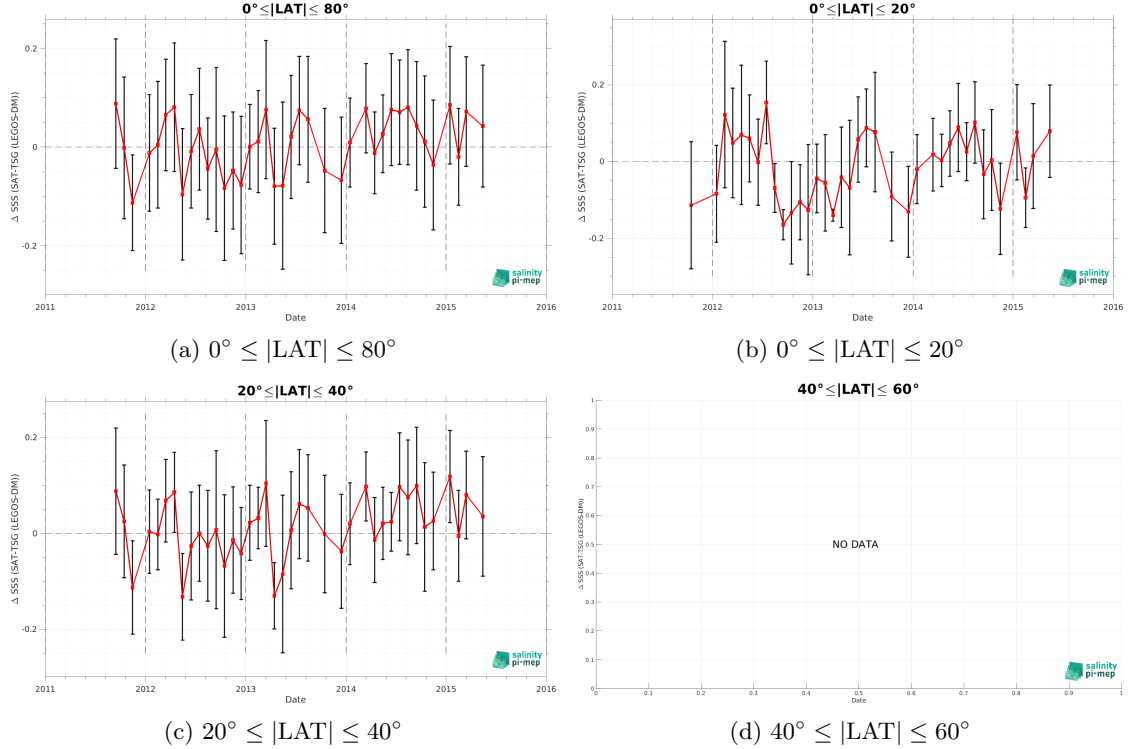 0°≤|LAT|≤ 80°
Δ SSS (SAT-TSG (LEGOS-DM))
0.2
0
-0.2
2011 2012 2013 2014 2015 2016
Date
salinity
pi-mep
(a) 0° ≤ |LAT| ≤ 80°
0°≤|LAT|≤ 20°
Δ SSS (SAT-TSG (LEGOS-DM))
0.2
0
-0.2
2011 2012 2013 2014 2015 2016
Date
salinity
pi-mep
(b) 0° ≤ |LAT| ≤ 20°
20°≤|LAT|≤ 40°
Δ SSS (SAT-TSG (LEGOS-DM))
0.2
0
-0.2
2011 2012 2013 2014 2015 2016
Date
salinity
pi-mep
(c) 20° ≤ |LAT| ≤ 40°
40°≤|LAT|≤ 60°
Δ SSS (SAT-TSG (LEGOS-DM))
1
0.9
0.8
0.7
0.6
0.5
0.4
0.3
0.2
0.1
0
NO DATA
0 0.1 0.2 0.3 0.4 0.5 0.6 0.7 0.8 0.9 1
Date
salinity
pi-mep
(d) 40° ≤ |LAT| ≤ 60°